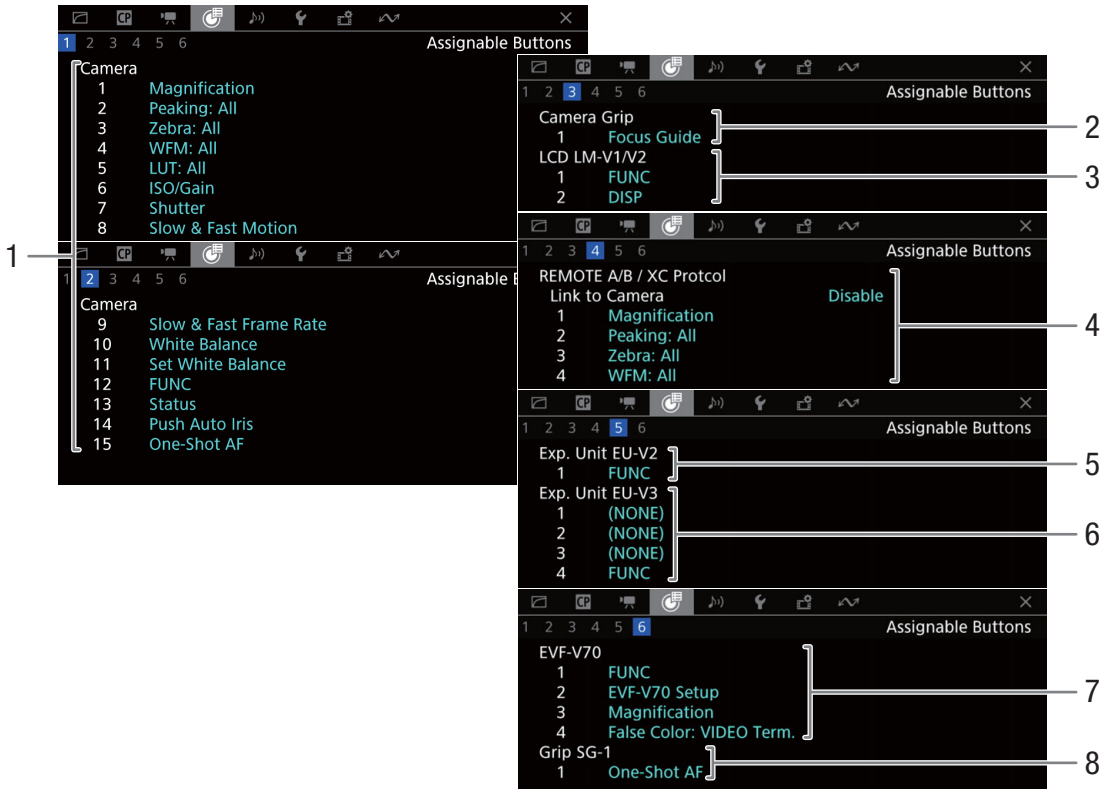 CP
1 2 3 4 5 6 Assignable Buttons
Camera
1 Magnification
2 Peaking: All
3 Zebra: All
4 WFM: All
5 LUT: All
6 ISO/Gain
7 Shutter
8 Slow & Fast Motion
1
CP
1 2 3 4 5 6 Assignable
Camera
9 Slow & Fast Frame Rate
10 White Balance
11 Set White Balance
12 FUNC
13 Status
14 Push Auto Iris
15 One-Shot AF
CP
1 2 3 4 5 6 Assignable Buttons
Camera Grip
1 Focus Guide
2
LCD LM-V1/V2
1 FUNC
2 DISP
3
CP
1 2 3 4 5 6 Assignable Buttons
REMOTE A/B / XC Protcol
Link to Camera Disable
1 Magnification
2 Peaking: All
3 Zebra: All
4 WFM: All
4
CP
1 2 3 4 5 6 Assignable Buttons
Exp. Unit EU-V2
1 FUNC
5
Exp. Unit EU-V3
1 (NONE)
2 (NONE)
3 (NONE)
4 FUNC
6
CP
1 2 3 4 5 6 Assignable Buttons
EVF-V70
1 FUNC
2 EVF-V70 Setup
3 Magnification
4 False Color: VIDEO Term.
7
Grip SG-1
1 One-Shot AF
8